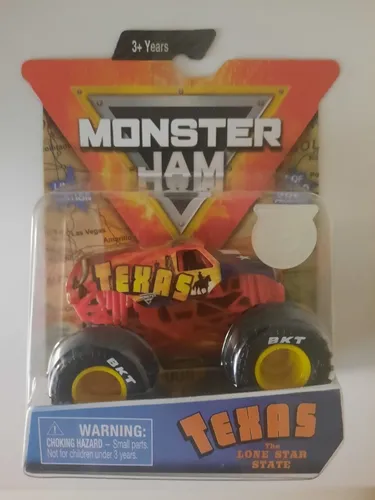 3+ Years
MONSTER
JAM
Las Vegas
TEXAS
BKT
BKT
WARNING:
CHOKING HAZARD – Small parts.
Not for children under 3 years.
TEXAS
The
LONE STAR
STATE